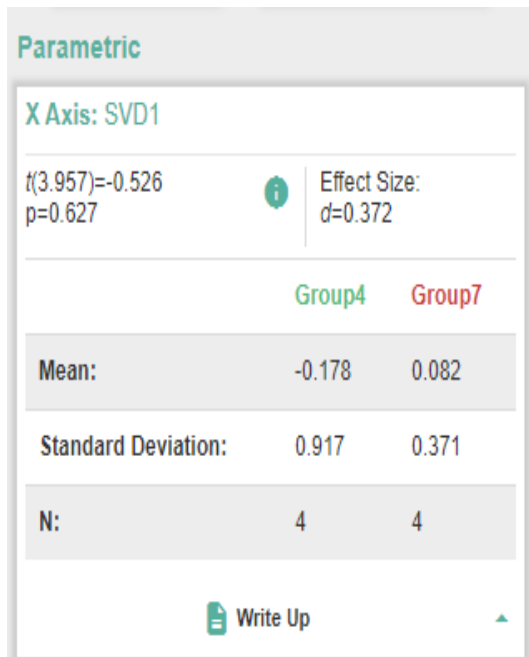 Parametric
X Axis: SVD1
t(3.957)=-0.526
p=0.627
Effect Size:
d=0.372
Group4 Group7
Mean: -0.178 0.082
Standard Deviation: 0.917 0.371
N: 4 4
Write Up